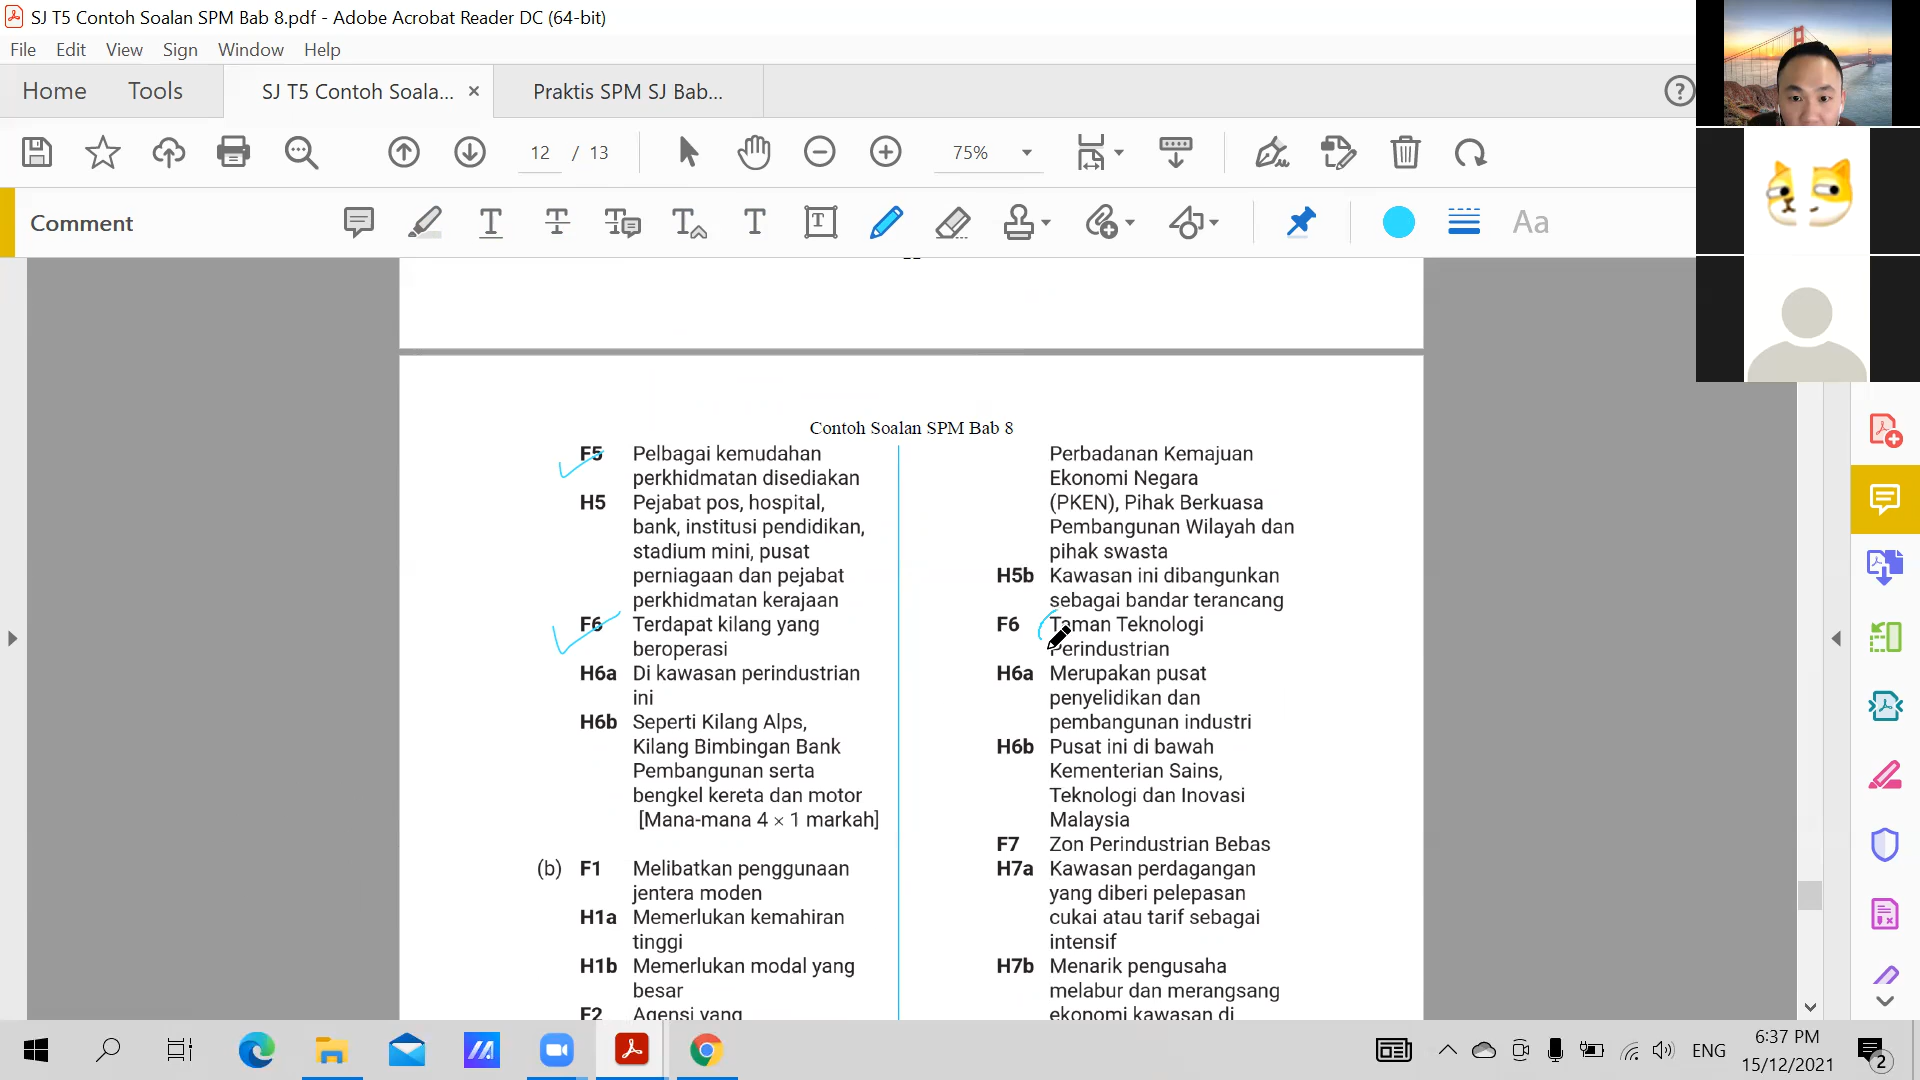 SJ T5 Contoh Soalan SPM Bab 8.pdf - Adobe Acrobat Reader DC (64-bit)
File Edit View Sign Window Help
Home Tools SJ T5 Contoh Soala... × Praktis SPM SJ Bab...
12 / 13 75%
Comment
Contoh Soalan SPM Bab 8
F5 Pelbagai kemudahan
perkhidmatan disediakan
H5 Pejabat pos, hospital,
bank, institusi pendidikan,
stadium mini, pusat
perniagaan dan pejabat
perkhidmatan kerajaan
F6 Terdapat kilang yang
beroperasi
H6a Di kawasan perindustrian
ini
H6b Seperti Kilang Alps,
Kilang Bimbingan Bank
Pembangunan serta
bengkel kereta dan motor
[Mana-mana 4 × 1 markah]
(b) F1 Melibatkan penggunaan
jentera moden
H1a Memerlukan kemahiran
tinggi
H1b Memerlukan modal yang
besar
F2 Agensi yang
Perbadanan Kemajuan
Ekonomi Negara
(PKEN), Pihak Berkuasa
Pembangunan Wilayah dan
pihak swasta
H5b Kawasan ini dibangunkan
sebagai bandar terancang
F6 Taman Teknologi
Perindustrian
H6a Merupakan pusat
penyelidikan dan
pembangunan industri
H6b Pusat ini di bawah
Kementerian Sains,
Teknologi dan Inovasi
Malaysia
F7 Zon Perindustrian Bebas
H7a Kawasan perdagangan
yang diberi pelepasan
cukai atau tarif sebagai
intensif
H7b Menarik pengusaha
melabur dan merangsang
ekonomi kawasan di
ENG
6:37 PM
15/12/2021
2